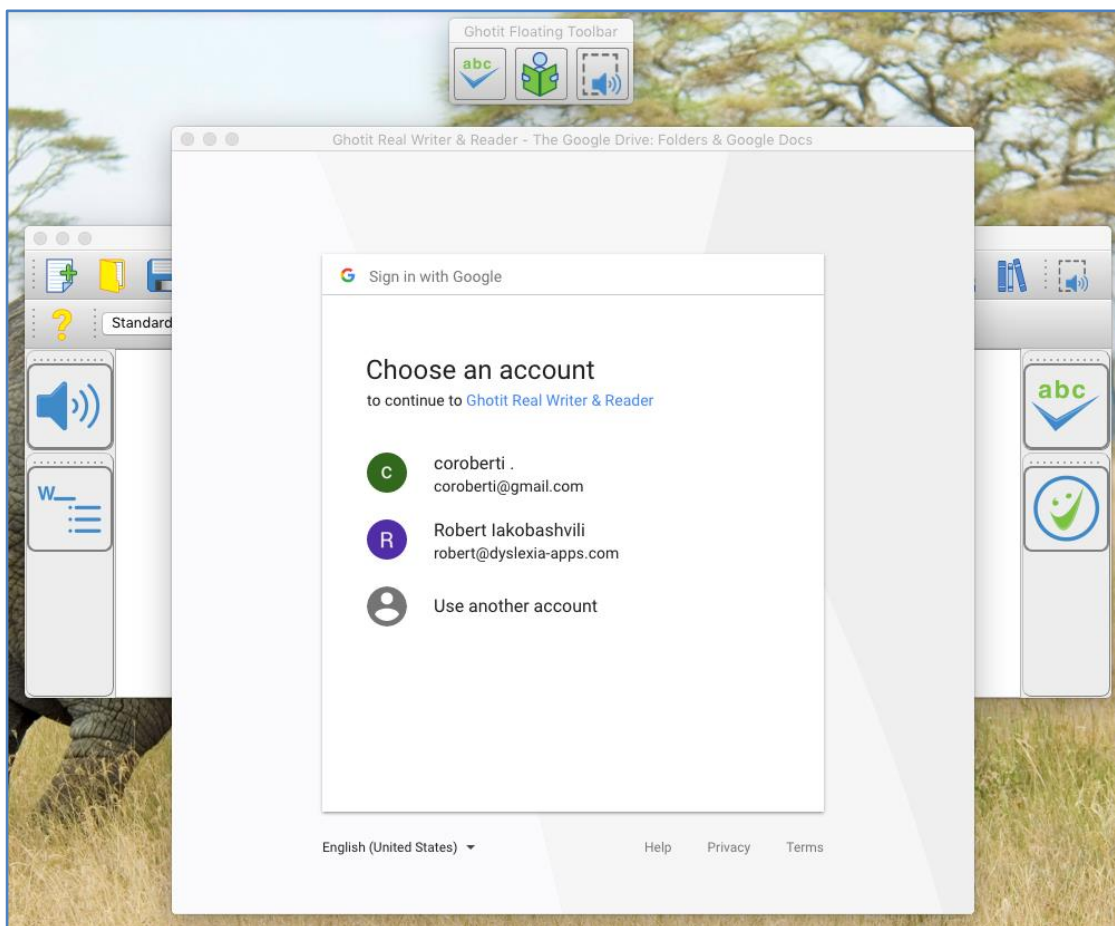 Ghotit Floating Toolbar
abc
Ghotit Real Writer & Reader - The Google Drive: Folders & Google Docs
G Sign in with Google
Standard
Choose an account
to continue to Ghotit Real Writer & Reader
abc
C coroberti .
coroberti@gmail.com
W
R Robert Iakobashvili
robert@dyslexia-apps.com
Use another account
English (United States) Help Privacy Terms